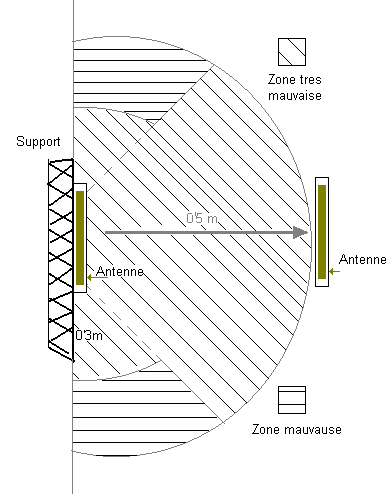 Zone tres
mauvaise
Support
0'5 m
Antenne
Antenne
0'3m
Zone mauvause